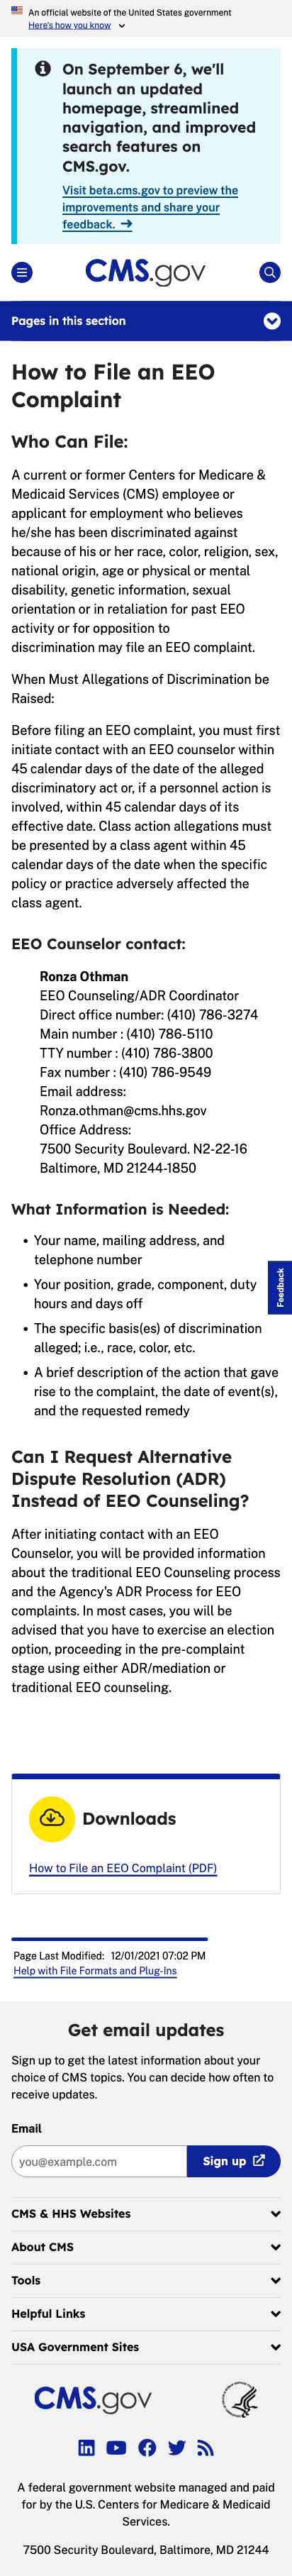 An official website of the United States government
Here's how you know
On September 6, we'll
launch an updated
homepage, streamlined
navigation, and improved
search features on
CMS.gov.
Visit beta.cms.gov to preview the
improvements and share your
feedback.
CMS.gov
Pages in this section
How to File an EEO
Complaint
Who Can File:
A current or former Centers for Medicare &
Medicaid Services (CMS) employee or
applicant for employment who believes
he/she has been discriminated against
because of his or her race, color, religion, sex,
national origin, age or physical or mental
disability, genetic information, sexual
orientation or in retaliation for past EEO
activity or for opposition to
discrimination may file an EEO complaint.
When Must Allegations of Discrimination be
Raised:
Before filing an EEO complaint, you must first
initiate contact with an EEO counselor within
45 calendar days of the date of the alleged
discriminatory act or, if a personnel action is
involved, within 45 calendar days of its
effective date. Class action allegations must
be presented by a class agent within 45
calendar days of the date when the specific
policy or practice adversely affected the
class agent.
EEO Counselor contact:
Ronza Othman
EEO Counseling/ADR Coordinator
Direct office number: (410) 786-3274
Main number : (410) 786-5110
TTY number : (410) 786-3800
Fax number : (410) 786-9549
Email address:
Ronza.othman@cms.hhs.gov
Office Address:
7500 Security Boulevard. N2-22-16
Baltimore, MD 21244-1850
What Information is Needed:
• Your name, mailing address, and
telephone number
• Your position, grade, component, duty
hours and days off
• The specific basis(es) of discrimination
alleged; i.e., race, color, etc.
• A brief description of the action that gave
rise to the complaint, the date of event(s),
and the requested remedy
Feedback
Can I Request Alternative
Dispute Resolution (ADR)
Instead of EEO Counseling?
After initiating contact with an EEO
Counselor, you will be provided information
about the traditional EEO Counseling process
and the Agency's ADR Process for EEO
complaints. In most cases, you will be
advised that you have to exercise an election
option, proceeding in the pre-complaint
stage using either ADR/mediation or
traditional EEO counseling.
Downloads
How to File an EEO Complaint (PDF)
Page Last Modified: 12/01/2021 07:02 PM
Help with File Formats and Plug-Ins
Get email updates
Sign up to get the latest information about your
choice of CMS topics. You can decide how often to
receive updates.
Email
you@example.com
Sign up
CMS & HHS Websites
About CMS
Tools
Helpful Links
USA Government Sites
CMS.gov
A federal government website managed and paid
for by the U.S. Centers for Medicare & Medicaid
Services.
7500 Security Boulevard, Baltimore, MD 21244